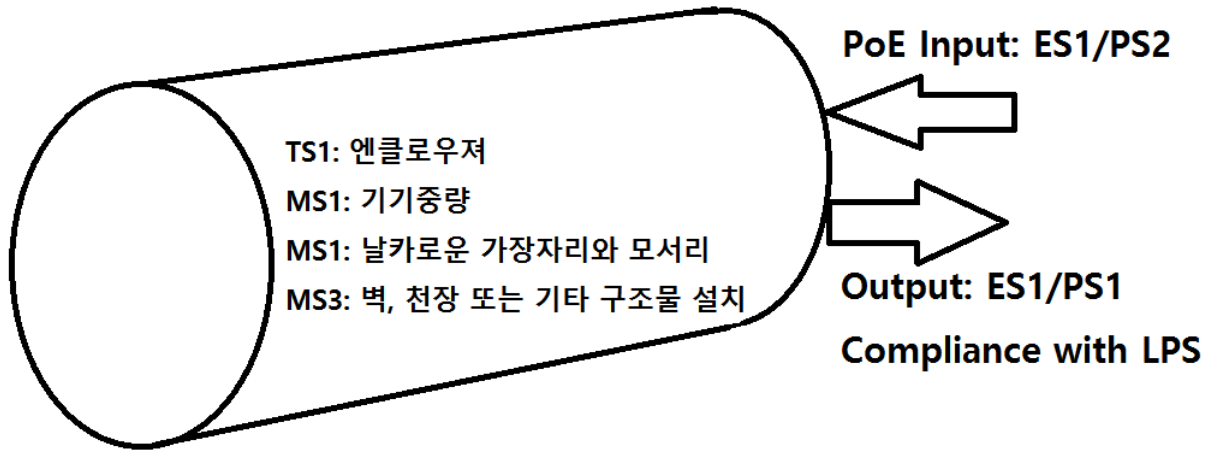 PoE Input: ES1/PS2
TS1: 엔클로우져
MS1: 기기중량
MS1: 날카로운 가장자리와 모서리
MS3: 벽, 천장 또는 기타 구조물 설치
Output: ES1/PS1
Compliance with LPS